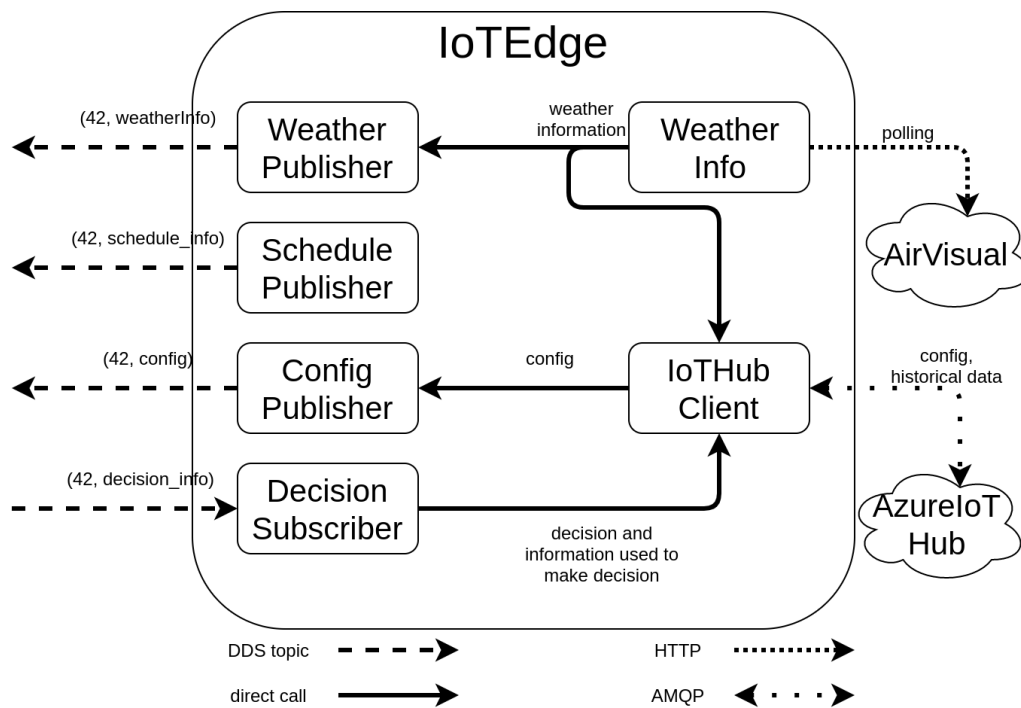 IoTEdge
(42, weatherInfo)
Weather
Publisher
weather
information
Weather
Info
polling
(42, schedule_info)
Schedule
Publisher
AirVisual
(42, config)
Config
Publisher
config
IoTHub
Client
config,
historical data
(42, decision_info)
Decision
Subscriber
decision and
information used to
make decision
AzureIoT
Hub
DDS topic
HTTP
direct call
AMQP